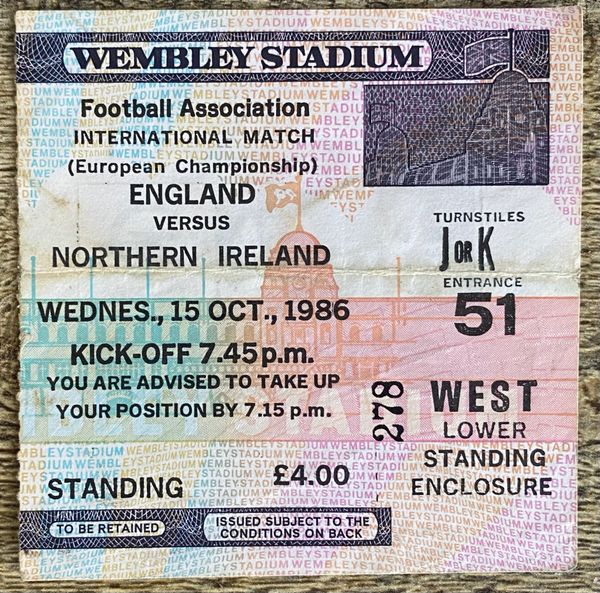 WEMBLEY STADIUM
Football Association
INTERNATIONAL MATCH
(European Championship)
ENGLAND
VERSUS
NORTHERN IRELAND
WEDNES., 15 OCT., 1986
KICK-OFF 7.45 p.m.
YOU ARE ADVISED TO TAKE UP
YOUR POSITION BY 7.15 p.m.
STANDING
£4.00
TO BE RETAINED
ISSUED SUBJECT TO THE
CONDITIONS ON BACK
278
TURNSTILES
J OR K
ENTRANCE
51
WEST
LOWER
STANDING
ENCLOSURE